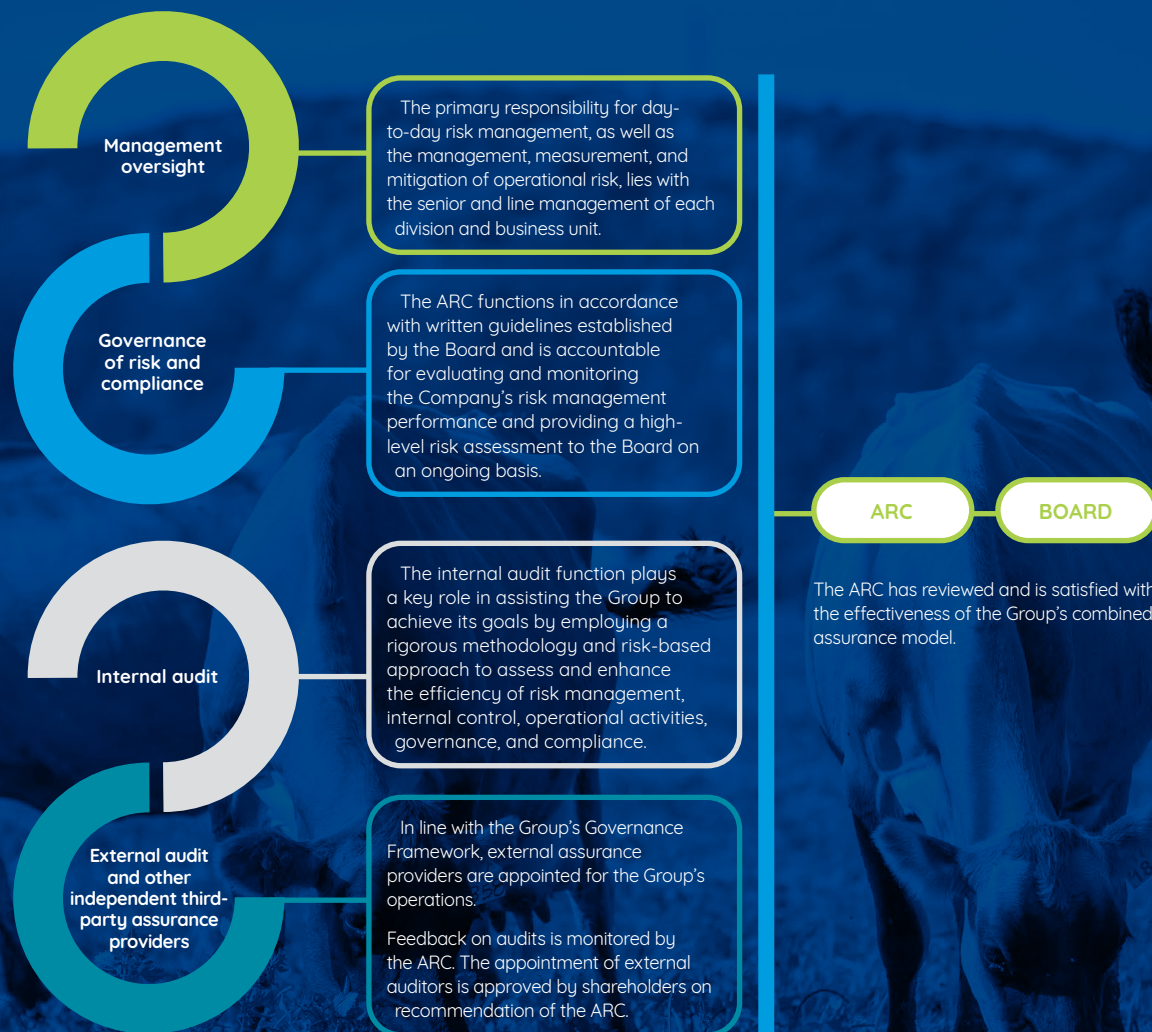 Management
oversight
The primary responsibility for day-
to-day risk management, as well as
the management, measurement, and
mitigation of operational risk, lies with
the senior and line management of each
division and business unit.
Governance
of risk and
compliance
The ARC functions in accordance
with written guidelines established
by the Board and is accountable
for evaluating and monitoring
the Company’s risk management
performance and providing a high-
level risk assessment to the Board on
an ongoing basis.
Internal audit
The internal audit function plays
a key role in assisting the Group to
achieve its goals by employing a
rigorous methodology and risk-based
approach to assess and enhance
the efficiency of risk management,
internal control, operational activities,
governance, and compliance.
External audit
and other
independent third-
party assurance
providers
In line with the Group’s Governance
Framework, external assurance
providers are appointed for the Group’s
operations.
Feedback on audits is monitored by
the ARC. The appointment of external
auditors is approved by shareholders on
recommendation of the ARC.
ARC
BOARD
The ARC has reviewed and is satisfied with
the effectiveness of the Group’s combined
assurance model.